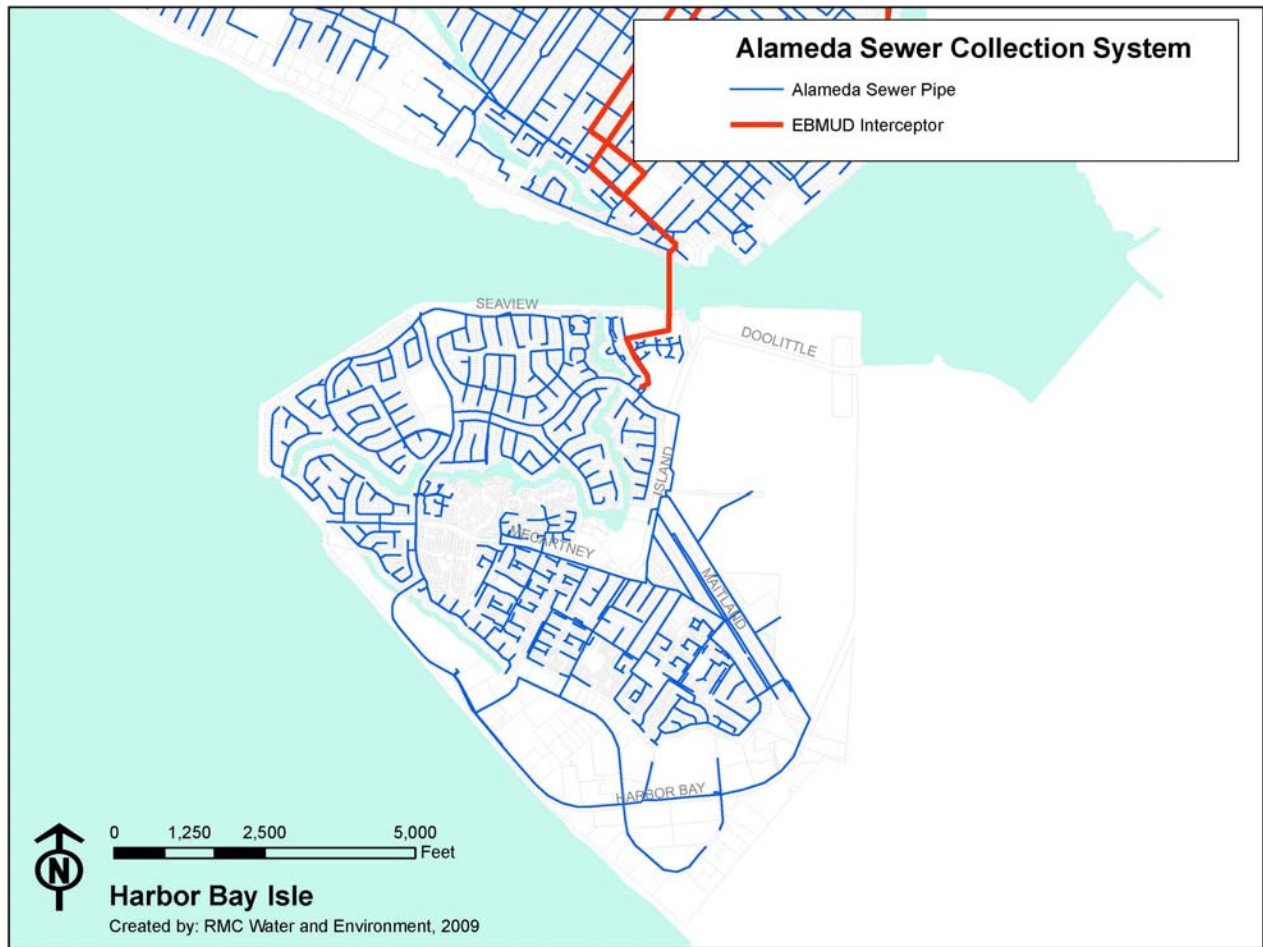 Alameda Sewer Collection System
Alameda Sewer Pipe
EBMUD Interceptor
SEAVIEW
DOOLITTLE
ISLAND
MECARTNEY
MAITLAND
HARBOR BAY
0 1,250 2,500 5,000
Feet
N
Harbor Bay Isle
Created by: RMC Water and Environment, 2009